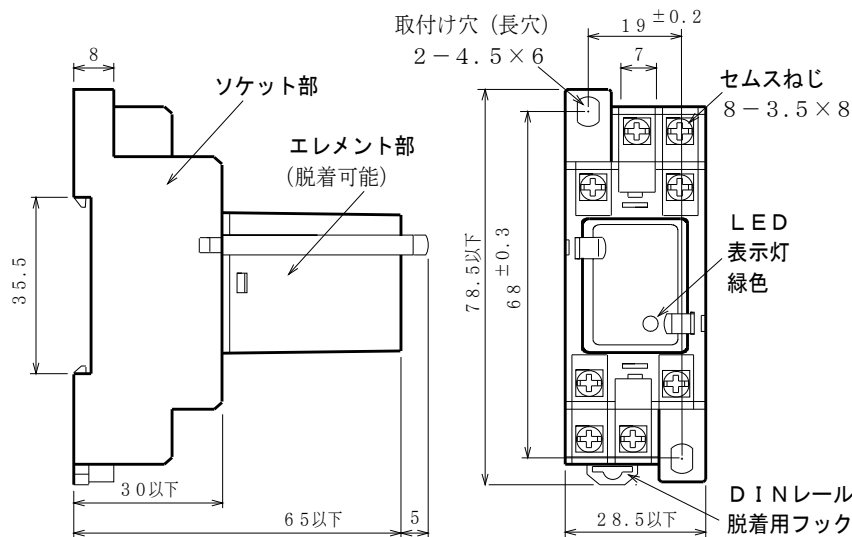 8
ソケット部
エレメント部
(脱着可能)
35.5
30以下
65以下
5
取付け穴 (長穴)
2−4.5×6
19±0.2
7
セムスねじ
8−3.5×8
78.5以下
68±0.3
LED
表示灯
緑色
28.5以下
DINレール
脱着用フック